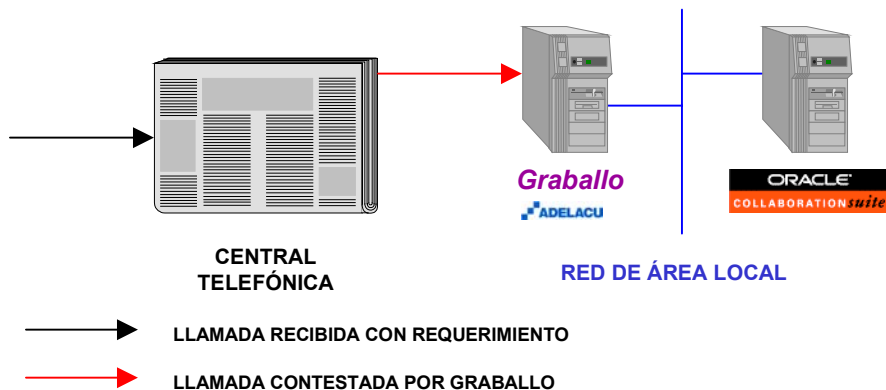 Graballo
ADELACU
ORACLE
COLLABORATION suite
CENTRAL
TELEFÓNICA
RED DE ÁREA LOCAL
LLAMADA RECIBIDA CON REQUERIMIENTO
LLAMADA CONTESTADA POR GRABALLO